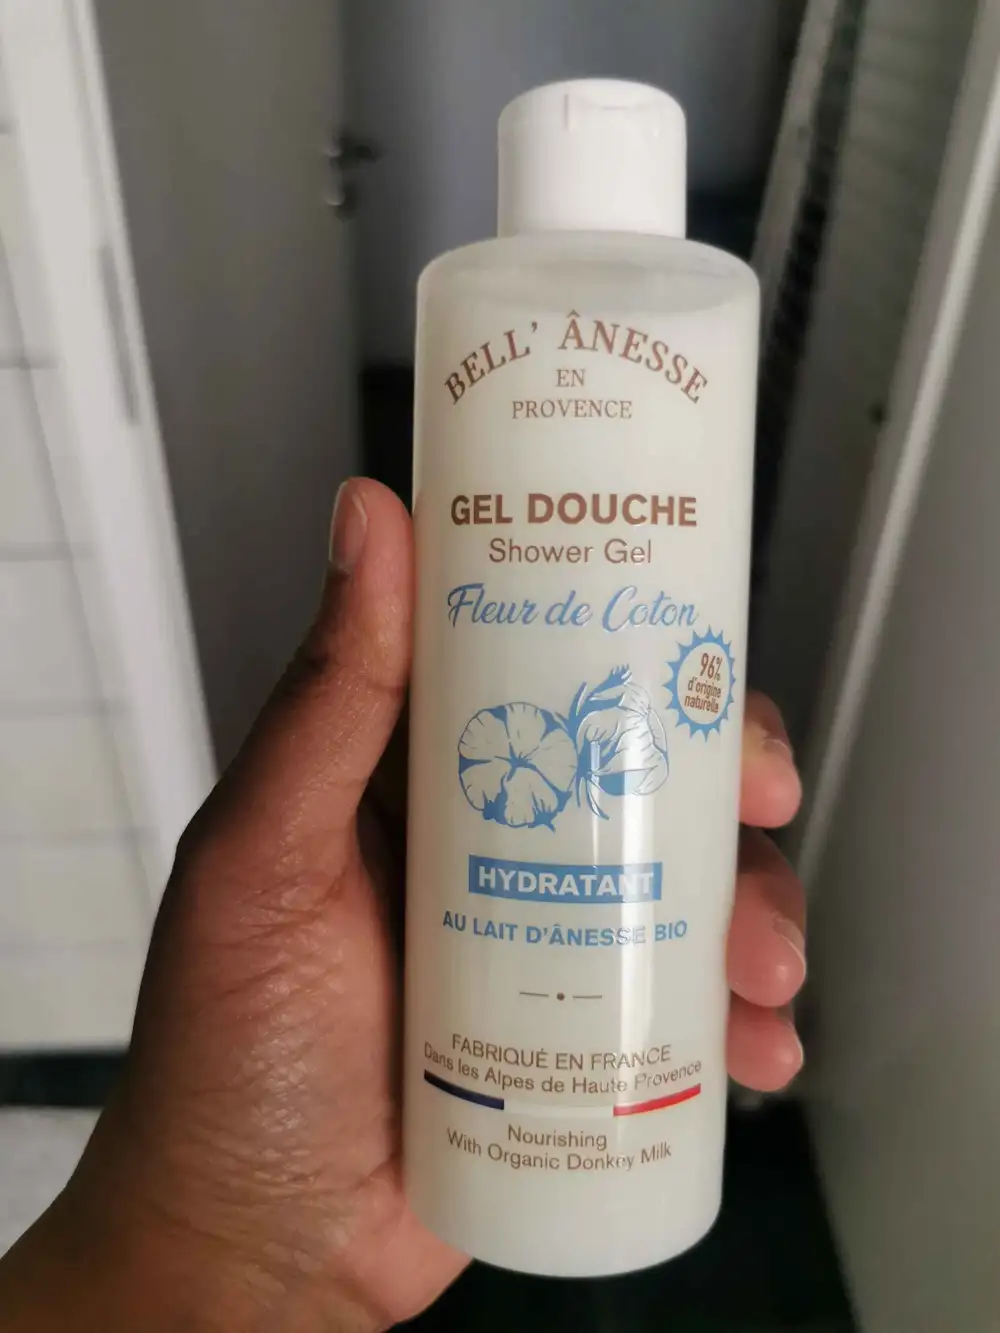 BELL' ÂNESSE
EN
PROVENCE
GEL DOUCHE
Shower Gel
Fleur de Coton
96%
d'origine
naturelle
HYDRATANT
AU LAIT D'ÂNESSE BIO
FABRIQUÉ EN FRANCE
Dans les Alpes de Haute Provence
Nourishing
With Organic Donkey Milk